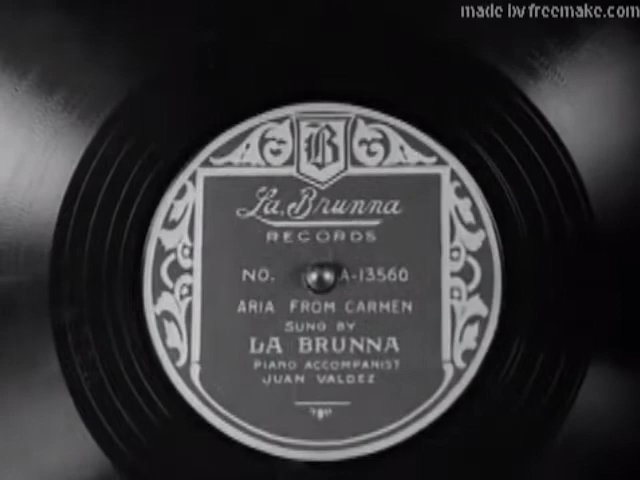 made by freemake.com
B
La Brunna
RECORDS
NO. A-13560
ARIA FROM CARMEN
SUNG BY
LA BRUNNA
PIANO ACCOMPANIST
JUAN VALDEZ